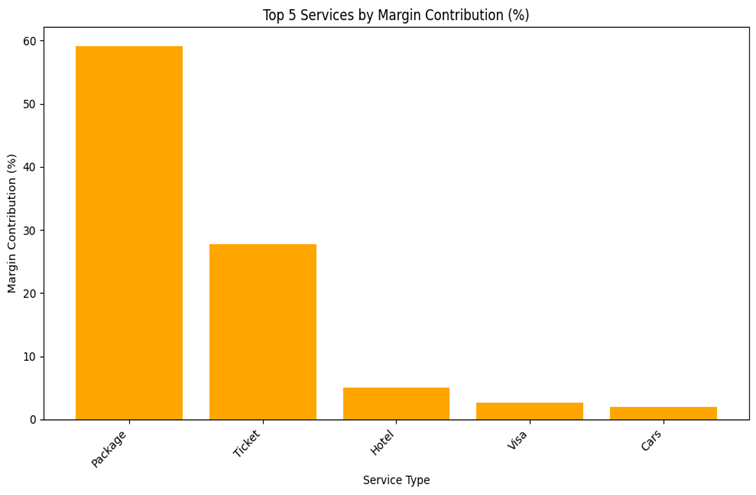 Top 5 Services by Margin Contribution (%)
Margin Contribution (%)
60
50
40
30
20
10
0
Package
Ticket
Hotel
Visa
Cars
Service Type